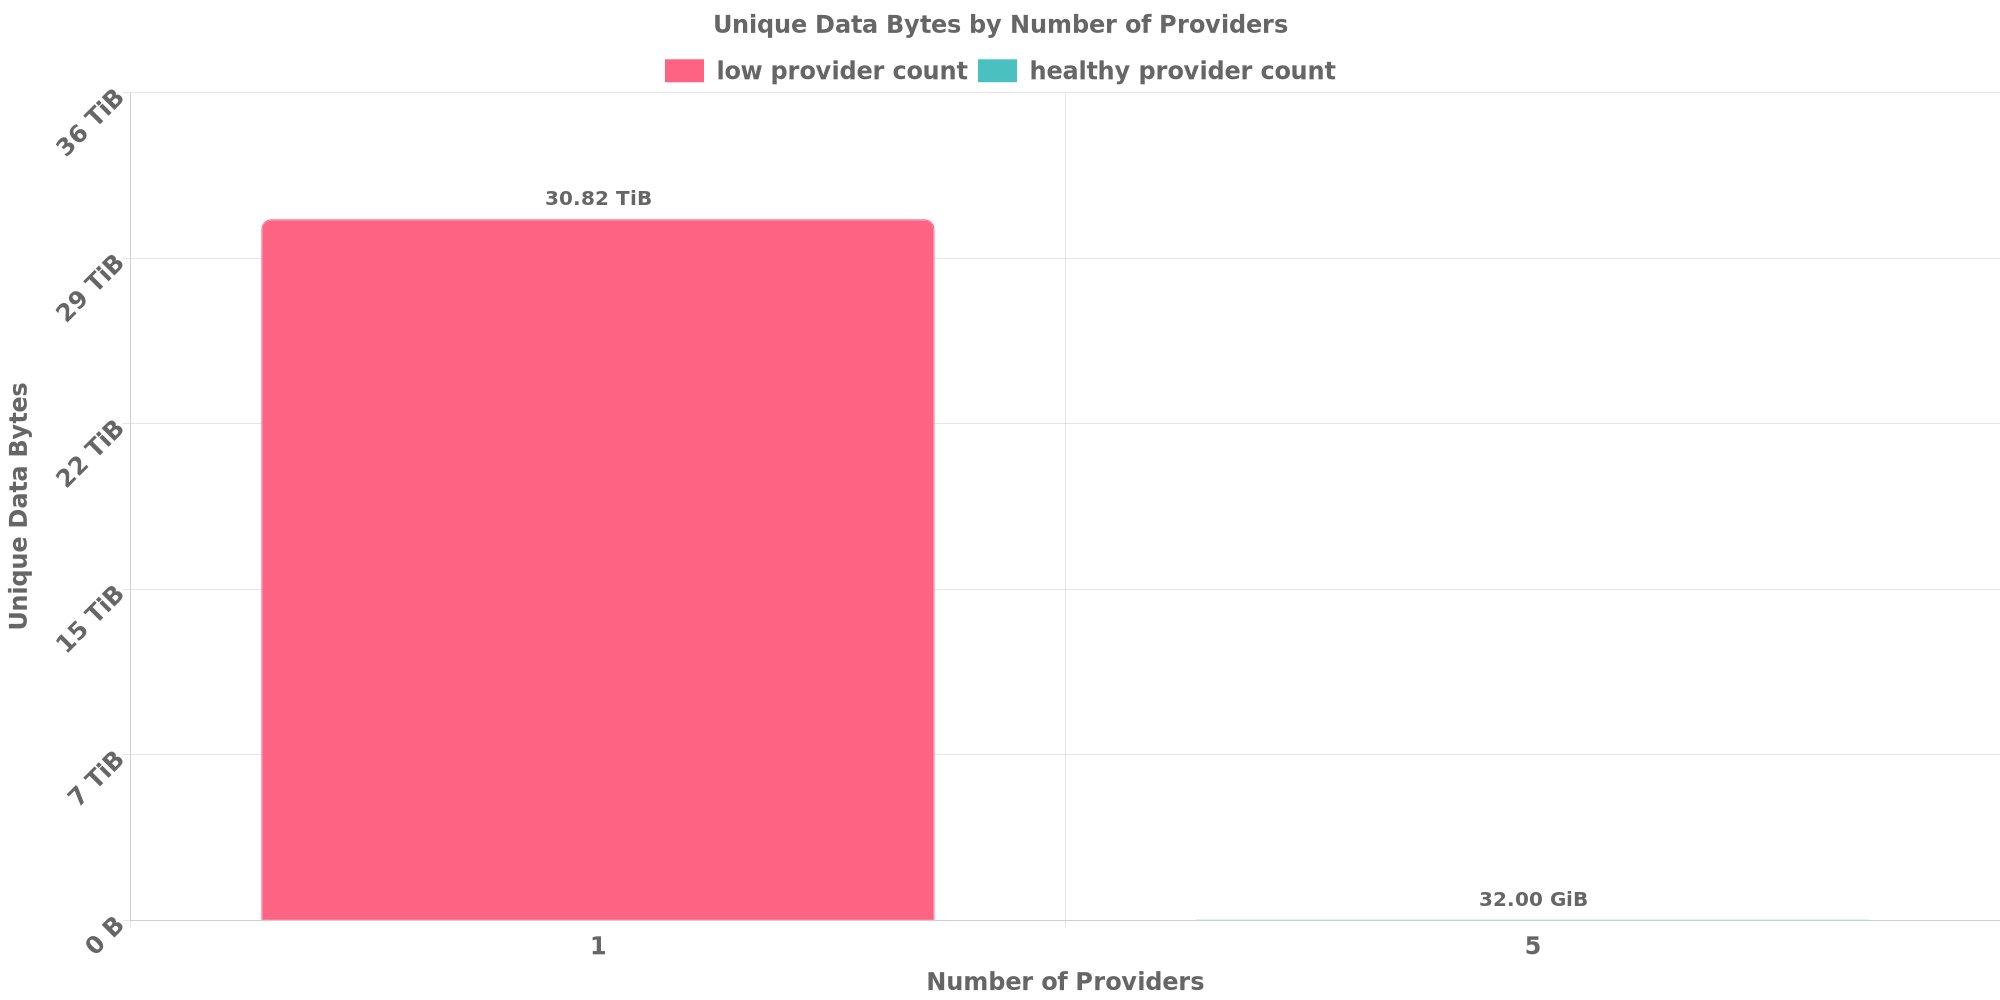 Unique Data Bytes by Number of Providers
low provider count healthy provider count
36 TiB
29 TiB
22 TiB
15 TiB
7 TiB
0 B
Unique Data Bytes
30.82 TiB
32.00 GiB
1 5
Number of Providers